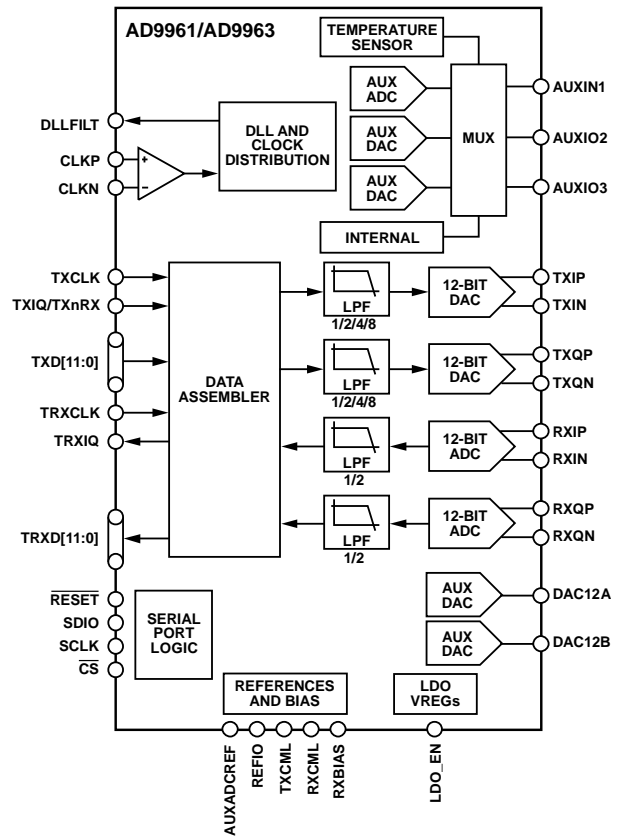 AD9961/AD9963
TEMPERATURE
SENSOR
AUX
ADC
AUX
DAC
AUX
DAC
MUX
INTERNAL
AUXIN1
AUXIO2
AUXIO3
DLLFILT
CLKP
CLKN
+
–
DLL AND
CLOCK
DISTRIBUTION
TXCLK
TXIQ/TXnRX
TXD[11:0]
TRXCLK
TRXIQ
TRXD[11:0]
DATA
ASSEMBLER
LPF
1/2/4/8
12-BIT
DAC
TXIP
TXIN
LPF
1/2/4/8
12-BIT
DAC
TXQP
TXQN
LPF
1/2
12-BIT
ADC
RXIP
RXIN
LPF
1/2
12-BIT
ADC
RXQP
RXQN
RESET
SDIO
SCLK
CS
SERIAL
PORT
LOGIC
AUX
DAC
DAC12A
AUX
DAC
DAC12B
REFERENCES
AND BIAS
LDO
VREGs
AUXADCREF
REFIO
TXCML
RXCML
RXBIAS
LDO_EN